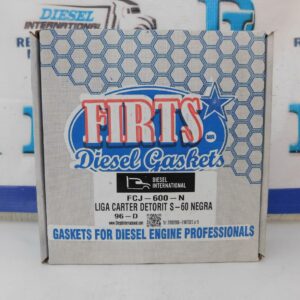 DIESEL
INTERNATIONAL
FIRTS
Diesel Gaskets
DIESEL
INTERNATIONAL
FCJ-600-N
LIGA CARTER DETORIT S-60 NEGRA
96-D
GASKETS FOR DIESEL ENGINE PROFESSIONALS